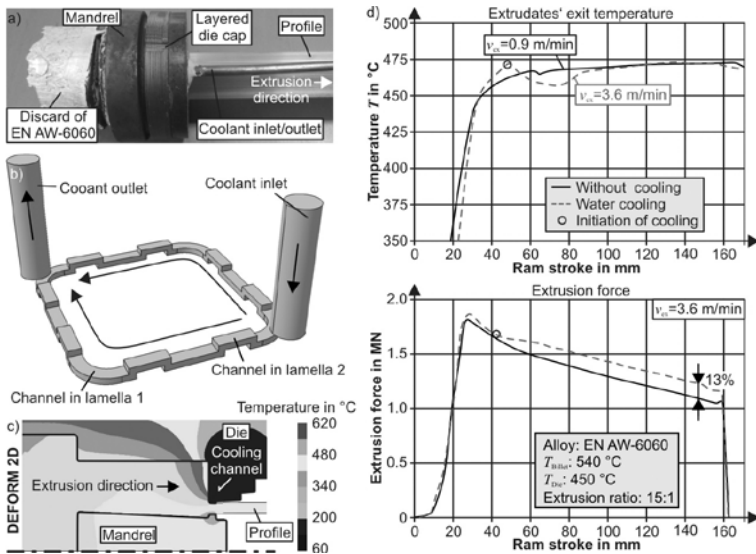 a)
Mandrel
Layered
die cap
Profile
Extrusion
direction
Discard of
EN AW-6060
Coolant inlet/outlet
b)
Cooant outlet
Coolant inlet
Channel in lamella 2
Channel in lamella 1
c)
Temperature in °C
Die
Cooling
channel
Extrusion direction
DEFORM 2D
Mandrel
Profile
620
480
340
200
60
d)
Extrudates' exit temperature
Temperature T in °C
500
475
450
425
400
375
350
vex=0.9 m/min
vex=3.6 m/min
Without cooling
Water cooling
Initiation of cooling
0 20 40 60 80 100 120 140 160
Ram stroke in mm
Extrusion force
Extrusion force in MN
2.0
1.5
1.0
0.5
0
vex=3.6 m/min
13%
Alloy: EN AW-6060
TBillet: 540 °C
TDie: 450 °C
Extrusion ratio: 15:1
0 20 40 60 80 100 120 140 160
Ram stroke in mm